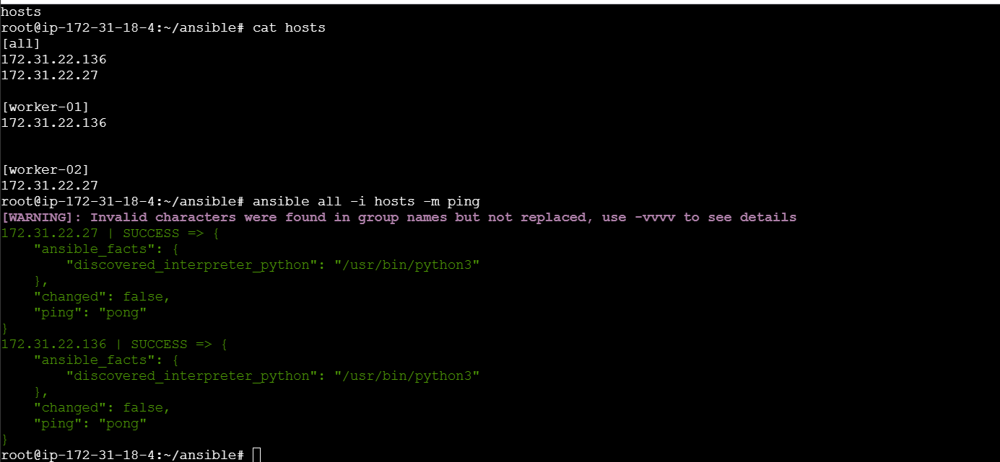 hosts
root@ip-172-31-18-4:~/ansible# cat hosts
[all]
172.31.22.136
172.31.22.27
[worker-01]
172.31.22.136
[worker-02]
172.31.22.27
root@ip-172-31-18-4:~/ansible# ansible all -i hosts -m ping
[WARNING]: Invalid characters were found in group names but not replaced, use -vvvv to see details
172.31.22.27 | SUCCESS => {
    "ansible_facts": {
        "discovered_interpreter_python": "/usr/bin/python3"
    },
    "changed": false,
    "ping": "pong"
}
172.31.22.136 | SUCCESS => {
    "ansible_facts": {
        "discovered_interpreter_python": "/usr/bin/python3"
    },
    "changed": false,
    "ping": "pong"
}
root@ip-172-31-18-4:~/ansible#